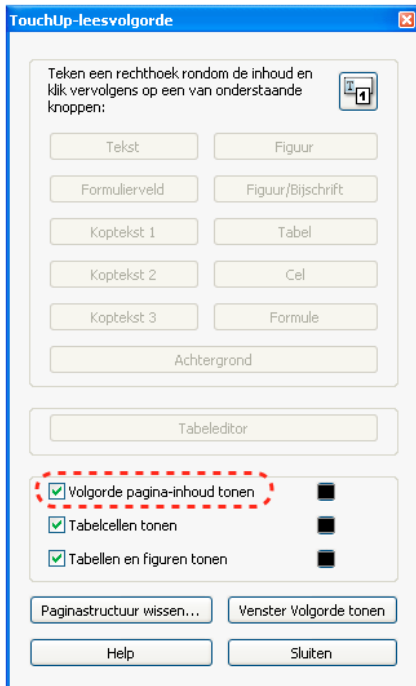 TouchUp-leesvolgorde
Teken een rechthoek rondom de inhoud en
klik vervolgens op een van onderstaande
knoppen:
T 1
Tekst
Figuur
Formulierveld
Figuur/Bijschrift
Koptekst 1
Tabel
Koptekst 2
Cel
Koptekst 3
Formule
Achtergrond
Tabeleditor
Volgorde pagina-inhoud tonen
Tabelcellen tonen
Tabellen en figuren tonen
Paginastructuur wissen...
Venster Volgorde tonen
Help
Sluiten